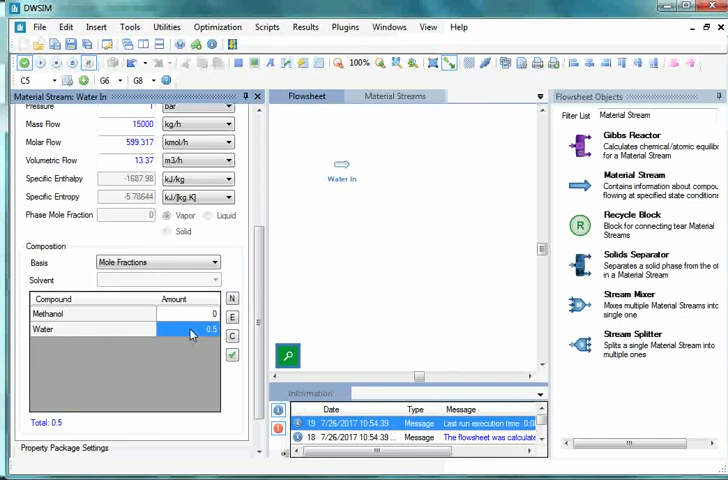 DWSIM
File Edit Insert Tools Utilities Optimization Scripts Results Plugins Windows View Help
100%
C5 G6 G8
Material Stream: Water In
Flowsheet Material Streams
Flowsheet Objects
Filter List Material Stream
Pressure 1 bar
Mass Flow 15000 kg/h
Molar Flow 599.317 kmol/h
Volumetric Flow 13.37 m3/h
Specific Enthalpy -1687.98 kJ/kg
Specific Entropy -5.78644 kJ/[kg.K]
Phase Mole Fraction 0 Vapor Liquid
Solid
Composition
Basis Mole Fractions
Solvent
Compound Amount
Methanol 0
Water 0.5
N
E
C
Total: 0.5
Property Package Settings
Water In
Information
Date Type Message
19 7/26/2017 10:54:39 ... Message Last run execution time 0:0
18 7/26/2017 10:54:39 ... Message The flowsheet was calculate
Gibbs Reactor
Calculates chemical/atomic equilib
for a Material Stream
Material Stream
Contains information about compou
flowing at specified state conditions
R
Recycle Block
Block for connecting tear Material
Streams
Solids Separator
Separates a solid phase from the ot
in a Material Stream
Stream Mixer
Mixes multiple Material Streams into
single one
Stream Splitter
Splits a single Material Stream into
multiple ones